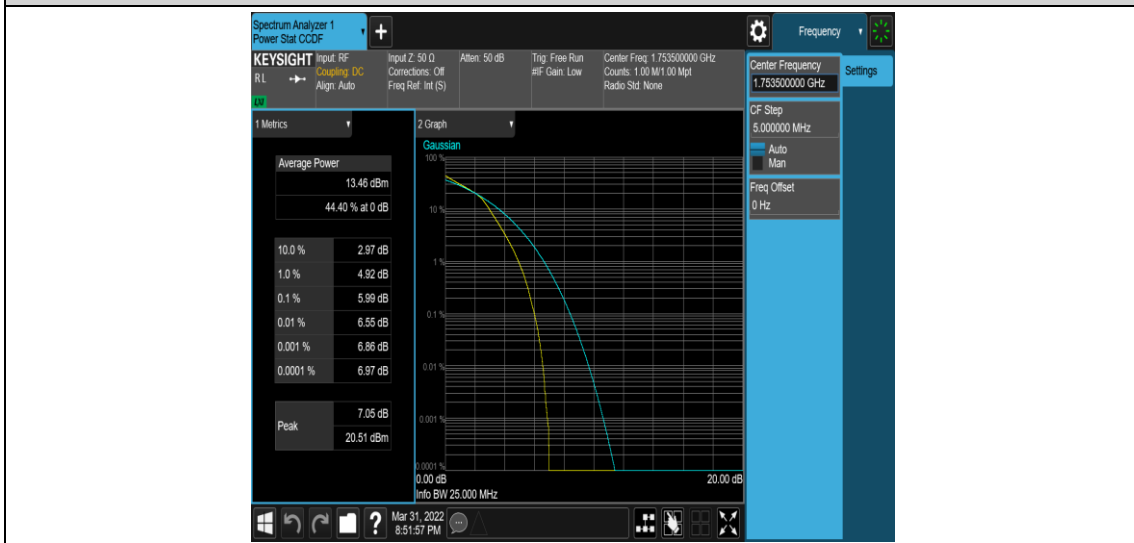 Spectrum Analyzer 1
Power Stat CCDF
+
Frequency
KEYSIGHT
RL
LXI
Input: RF
Coupling: DC
Align: Auto
Input Z: 50 Ω
Corrections: Off
Freq Ref: Int (S)
Atten: 50 dB
Trig: Free Run
#IF Gain: Low
Center Freq: 1.753500000 GHz
Counts: 1.00 M/1.00 Mpt
Radio Std: None
Center Frequency
1.753500000 GHz
Settings
CF Step
5.000000 MHz
Auto
Man
Freq Offset
0 Hz
1 Metrics
Average Power
13.46 dBm
44.40 % at 0 dB
10.0 % 2.97 dB
1.0 % 4.92 dB
0.1 % 5.99 dB
0.01 % 6.55 dB
0.001 % 6.86 dB
0.0001 % 6.97 dB
Peak 7.05 dB
20.51 dBm
2 Graph
Gaussian
100 %
10 %
1 %
0.1 %
0.01 %
0.001 %
0.0001 %
0.00 dB 20.00 dB
Info BW 25.000 MHz
?
Mar 31, 2022
8:51:57 PM